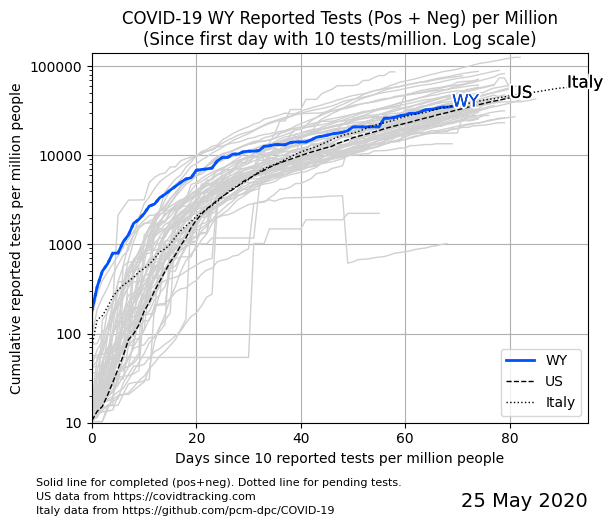 COVID-19 WY Reported Tests (Pos + Neg) per Million
(Since first day with 10 tests/million. Log scale)
Cumulative reported tests per million people
100000
10000
1000
100
10
WY
US
Italy
WY
US
Italy
0
20
40
60
80
Days since 10 reported tests per million people
Solid line for completed (pos+neg). Dotted line for pending tests.
US data from https://covidtracking.com
Italy data from https://github.com/pcm-dpc/COVID-19
25 May 2020